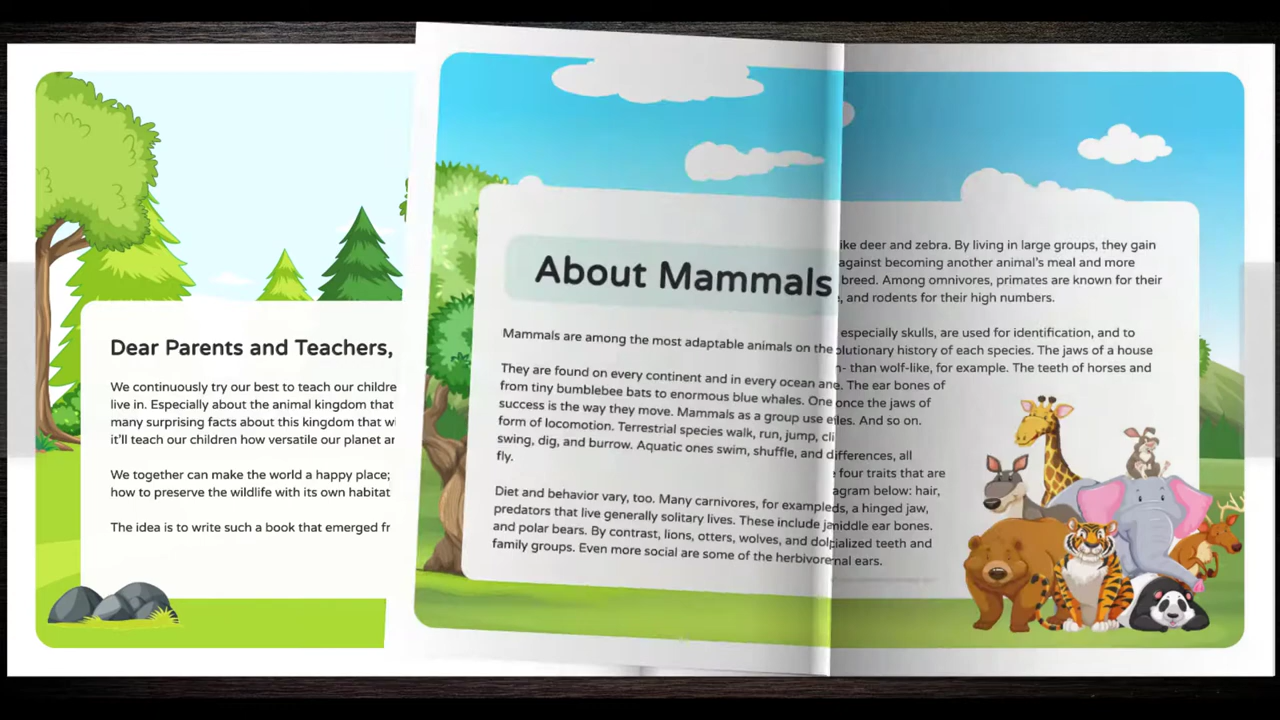 Dear Parents and Teachers,
We continuously try our best to teach our childre
live in. Especially about the animal kingdom that
many surprising facts about this kingdom that w
it'll teach our children how versatile our planet ar
We together can make the world a happy place;
how to preserve the wildlife with its own habitat
The idea is to write such a book that emerged fr
About Mammals
Mammals are among the most adaptable animals on the
They are found on every continent and in every ocean an
from tiny bumblebee bats to enormous blue whales. One
success is the way they move. Mammals as a group use e
form of locomotion. Terrestrial species walk, run, jump, cli
swing, dig, and burrow. Aquatic ones swim, shuffle, and
fly.
Diet and behavior vary, too. Many carnivores, for example
predators that live generally solitary lives. These include j
and polar bears. By contrast, lions, otters, wolves, and dol
family groups. Even more social are some of the herbivore
ike deer and zebra. By living in large groups, they gain
against becoming another animal's meal and more
breed. Among omnivores, primates are known for their
, and rodents for their high numbers.
especially skulls, are used for identification, and to
olutionary history of each species. The jaws of a house
n- than wolf-like, for example. The teeth of horses and
e. The ear bones of
once the jaws of
iles. And so on.
differences, all
four traits that are
agram below: hair,
ds, a hinged jaw,
middle ear bones.
ialized teeth and
nal ears.